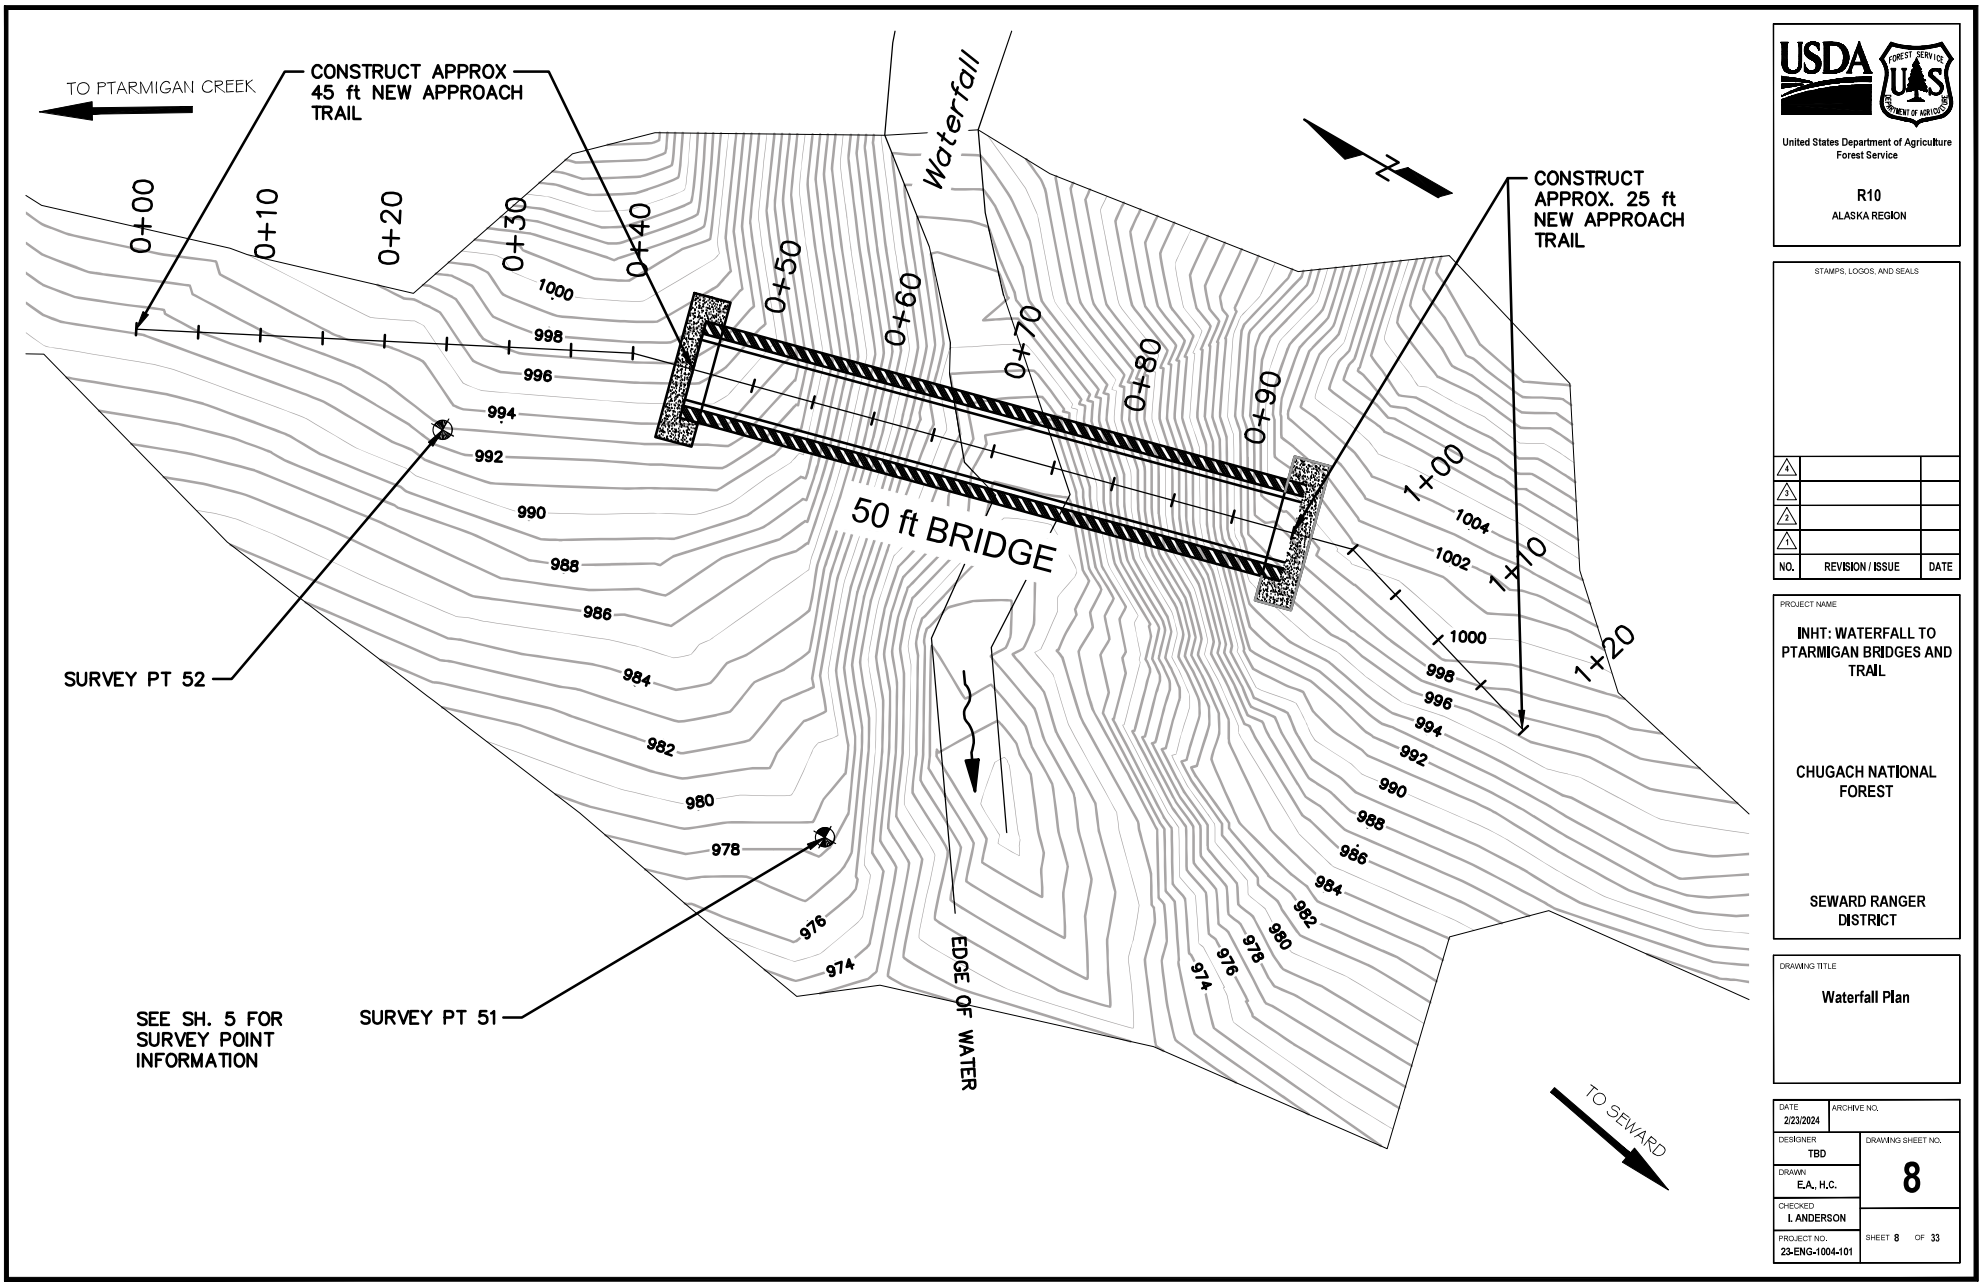 TO PTARMIGAN CREEK
CONSTRUCT APPROX
45 ft NEW APPROACH
TRAIL
Waterfall
N
CONSTRUCT
APPROX. 25 ft
NEW APPROACH
TRAIL
0+00
0+10
0+20
0+30
0+40
0+50
0+60
0+70
0+80
0+90
1+00
1+10
1+20
1000
998
996
994
992
990
988
986
984
982
980
978
976
974
1004
1002
1000
998
996
994
992
990
988
986
984
982
980
978
976
974
50 ft BRIDGE
SURVEY PT 52
SURVEY PT 51
SEE SH. 5 FOR
SURVEY POINT
INFORMATION
EDGE OF WATER
TO SEWARD
USDA
FOREST SERVICE
UAS
DEPARTMENT OF AGRICULTURE
United States Department of Agriculture
Forest Service
R10
ALASKA REGION
STAMPS, LOGOS, AND SEALS
4
3
2
1
NO. REVISION / ISSUE DATE
PROJECT NAME
INHT: WATERFALL TO
PTARMIGAN BRIDGES AND
TRAIL
CHUGACH NATIONAL
FOREST
SEWARD RANGER
DISTRICT
DRAWING TITLE
Waterfall Plan
DATE
2/23/2024
ARCHIVE NO.
DESIGNER
TBD
DRAWING SHEET NO.
8
DRAWN
E.A., H.C.
CHECKED
I. ANDERSON
PROJECT NO.
23-ENG-1004-101
SHEET 8 OF 33